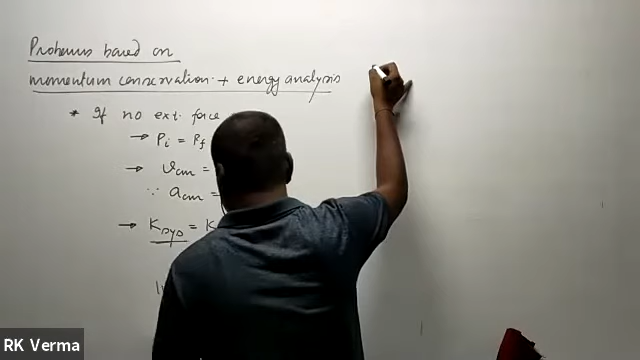 Problems based on
momentum conservation + energy analysis
* If no ext. force
→ Pi = Pf
→ vcm =
∵ acm =
→ Ksys = K
RK Verma